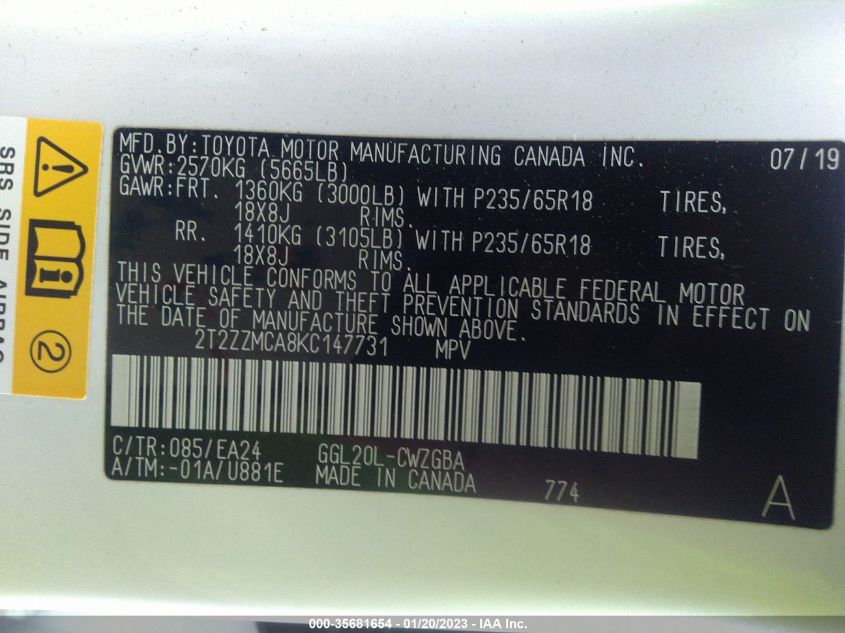 MFD.BY:TOYOTA MOTOR MANUFACTURING CANADA INC. 07/19
GVWR:2570KG (5665LB)
GAWR:FRT. 1360KG (3000LB) WITH P235/65R18 TIRES,
18X8J RIMS.
RR. 1410KG (3105LB) WITH P235/65R18 TIRES,
18X8J RIMS.
THIS VEHICLE CONFORMS TO ALL APPLICABLE FEDERAL MOTOR
VEHICLE SAFETY AND THEFT PREVENTION STANDARDS IN EFFECT ON
THE DATE OF MANUFACTURE SHOWN ABOVE.
2T2ZZMCA8KC147731 MPV
C/TR:085/EA24 GGL20L-CWZGBA
A/TM:-01A/U881E MADE IN CANADA 774 A
SRS SIDE AIRBAG
2
000-35681654 - 01/20/2023 - IAA Inc.